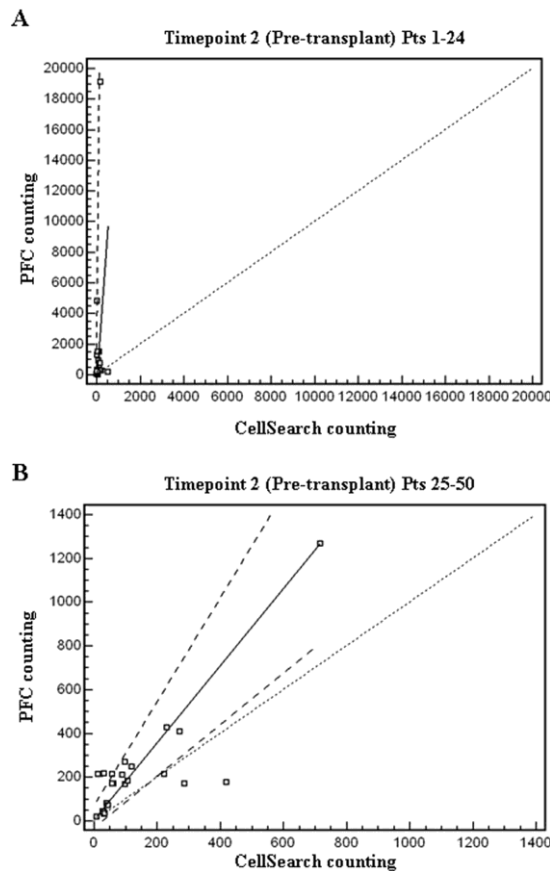 A
Timepoint 2 (Pre-transplant) Pts 1-24
20000
18000
16000
14000
12000
10000
8000
6000
4000
2000
0
PFC counting
0 2000 4000 6000 8000 10000 12000 14000 16000 18000 20000
CellSearch counting
B
Timepoint 2 (Pre-transplant) Pts 25-50
1400
1200
1000
800
600
400
200
0
PFC counting
0 200 400 600 800 1000 1200 1400
CellSearch counting